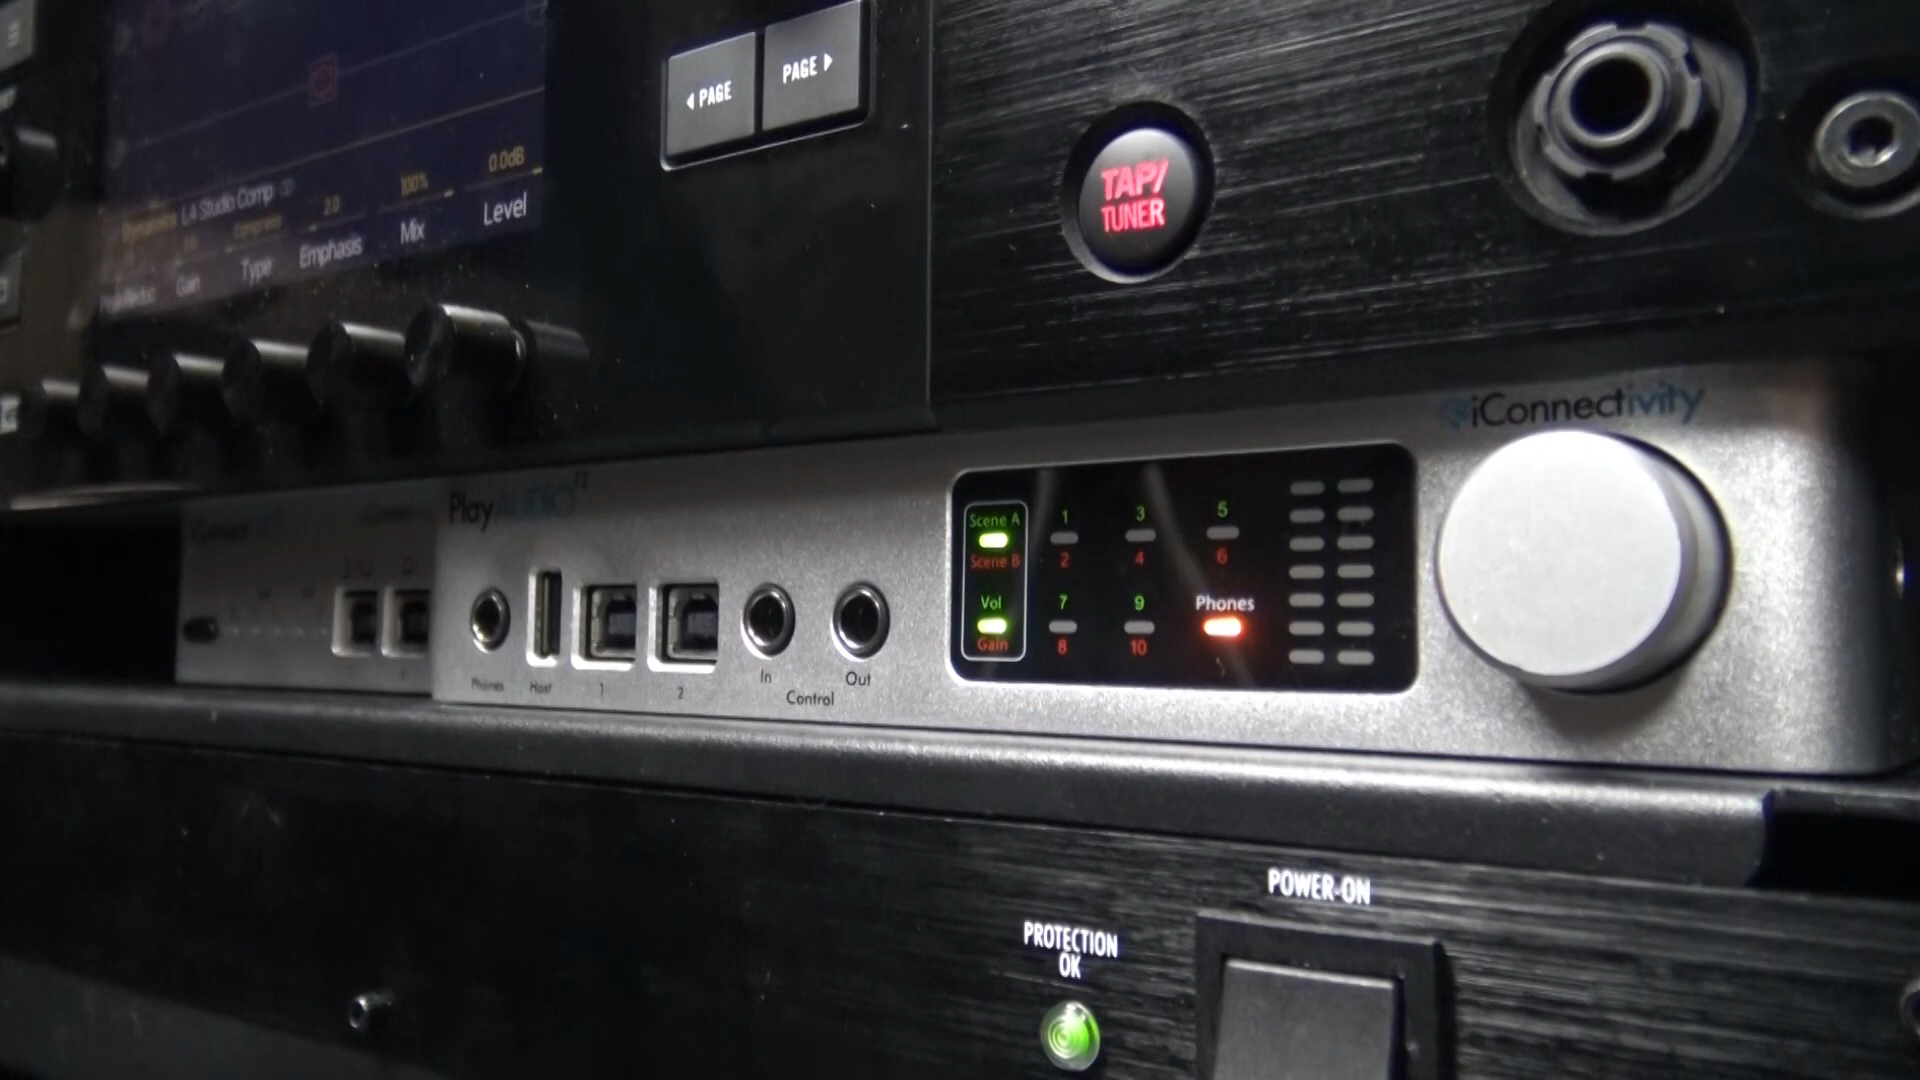 ◀ PAGE
PAGE ▶
TAP/
TUNER
0.0dB
100%
2.0
LA Studio Comp
Level
Mix
Emphasis
Type
Gain
iConnectivity
PlayAUDIO12
Scene A
Scene B
1
2
3
4
5
6
Vol
Gain
7
8
9
10
Phones
Phones
Host
1
2
In
Out
Control
POWER-ON
PROTECTION
OK